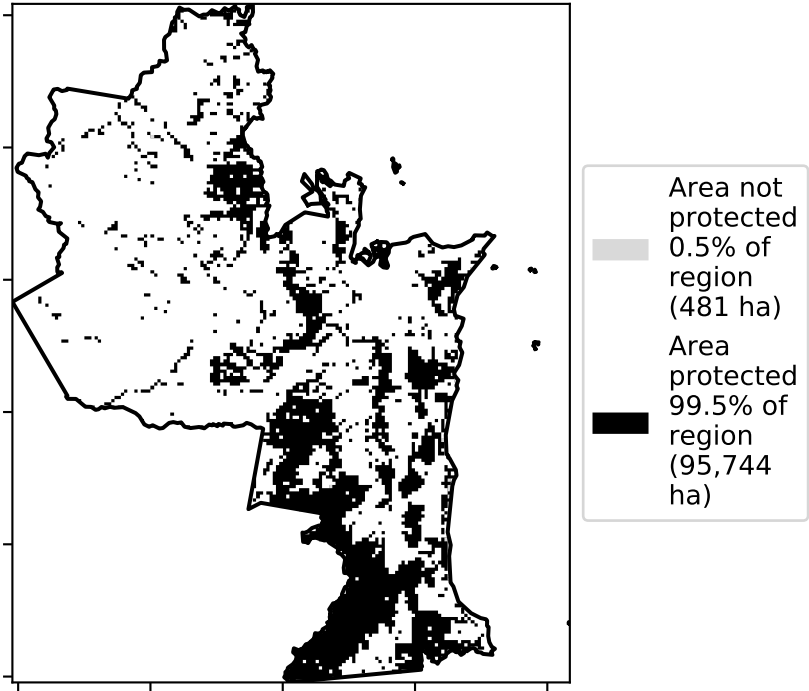 Area not
protected
0.5% of
region
(481 ha)
Area
protected
99.5% of
region
(95,744
ha)